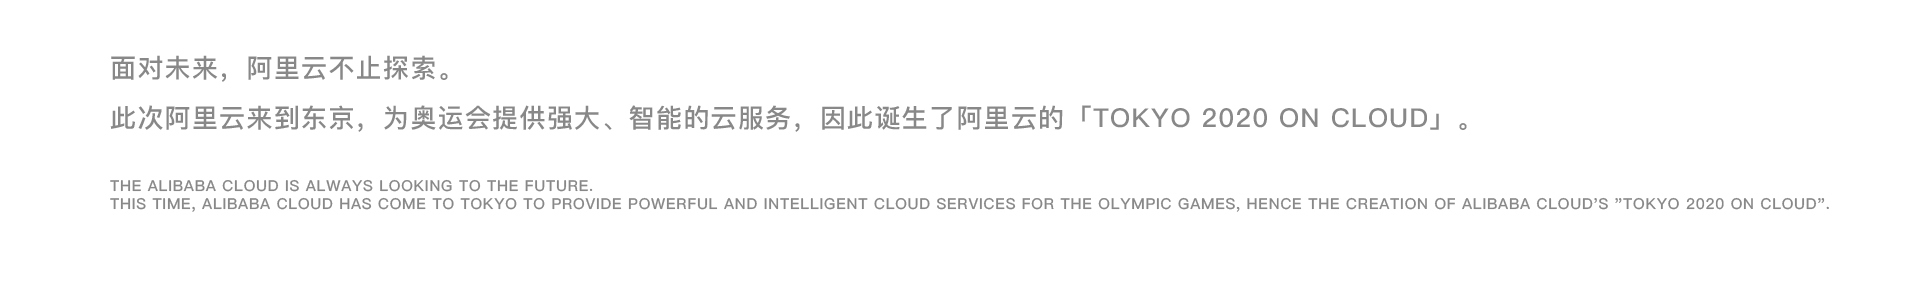 面对未来，阿里云不止探索。
此次阿里云来到东京，为奥运会提供强大、智能的云服务，因此诞生了阿里云的「TOKYO 2020 ON CLOUD」。
THE ALIBABA CLOUD IS ALWAYS LOOKING TO THE FUTURE.
THIS TIME, ALIBABA CLOUD HAS COME TO TOKYO TO PROVIDE POWERFUL AND INTELLIGENT CLOUD SERVICES FOR THE OLYMPIC GAMES, HENCE THE CREATION OF ALIBABA CLOUD’S ”TOKYO 2020 ON CLOUD”.